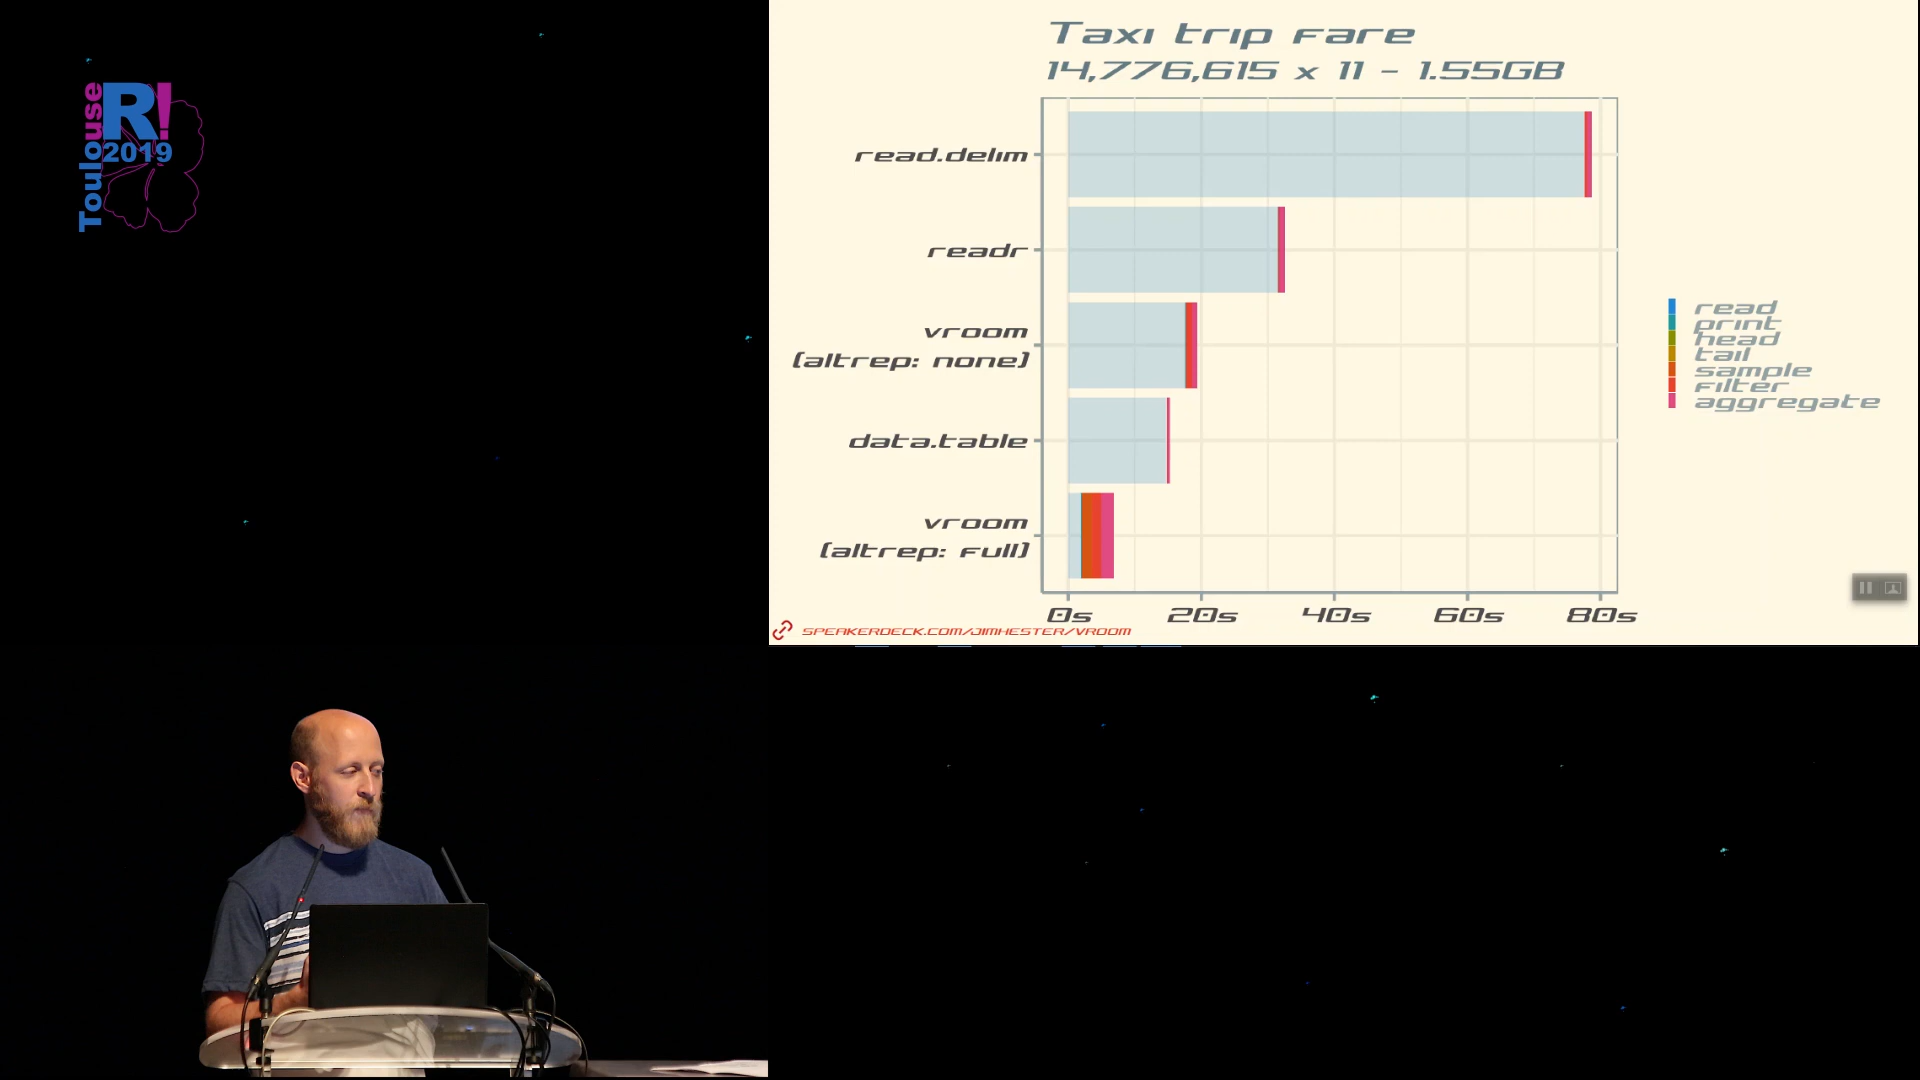 Toulouse
R!
2019
Taxi trip fare
14,776,615 x 11 - 1.55GB
read.delim
readr
vroom
(altrep: none)
data.table
vroom
(altrep: full)
0s 20s 40s 60s 80s
read
print
head
tail
sample
filter
aggregate
SPEAKERDECK.COM/JIMHESTER/VROOM